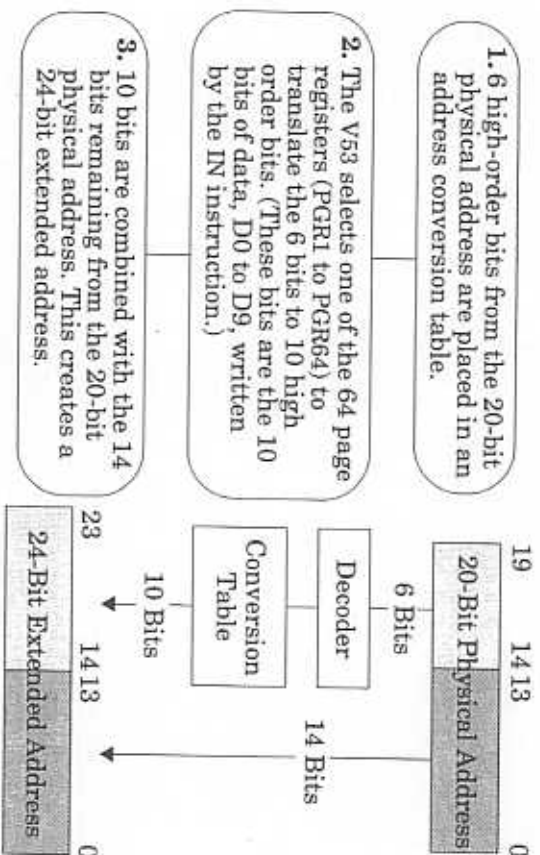 1. 6 high-order bits from the 20-bit
physical address are placed in an
address conversion table.
2. The V53 selects one of the 64 page
registers (PGR1 to PGR64) to
translate the 6 bits to 10 high
order bits. (These bits are the 10
bits of data, D0 to D9, written
by the IN instruction.)
3. 10 bits are combined with the 14
bits remaining from the 20-bit
physical address. This creates a
24-bit extended address.
19 14 13 0
20-Bit Physical Address
6 Bits
Decoder
14 Bits
Conversion
Table
10 Bits
23 14 13 0
24-Bit Extended Address